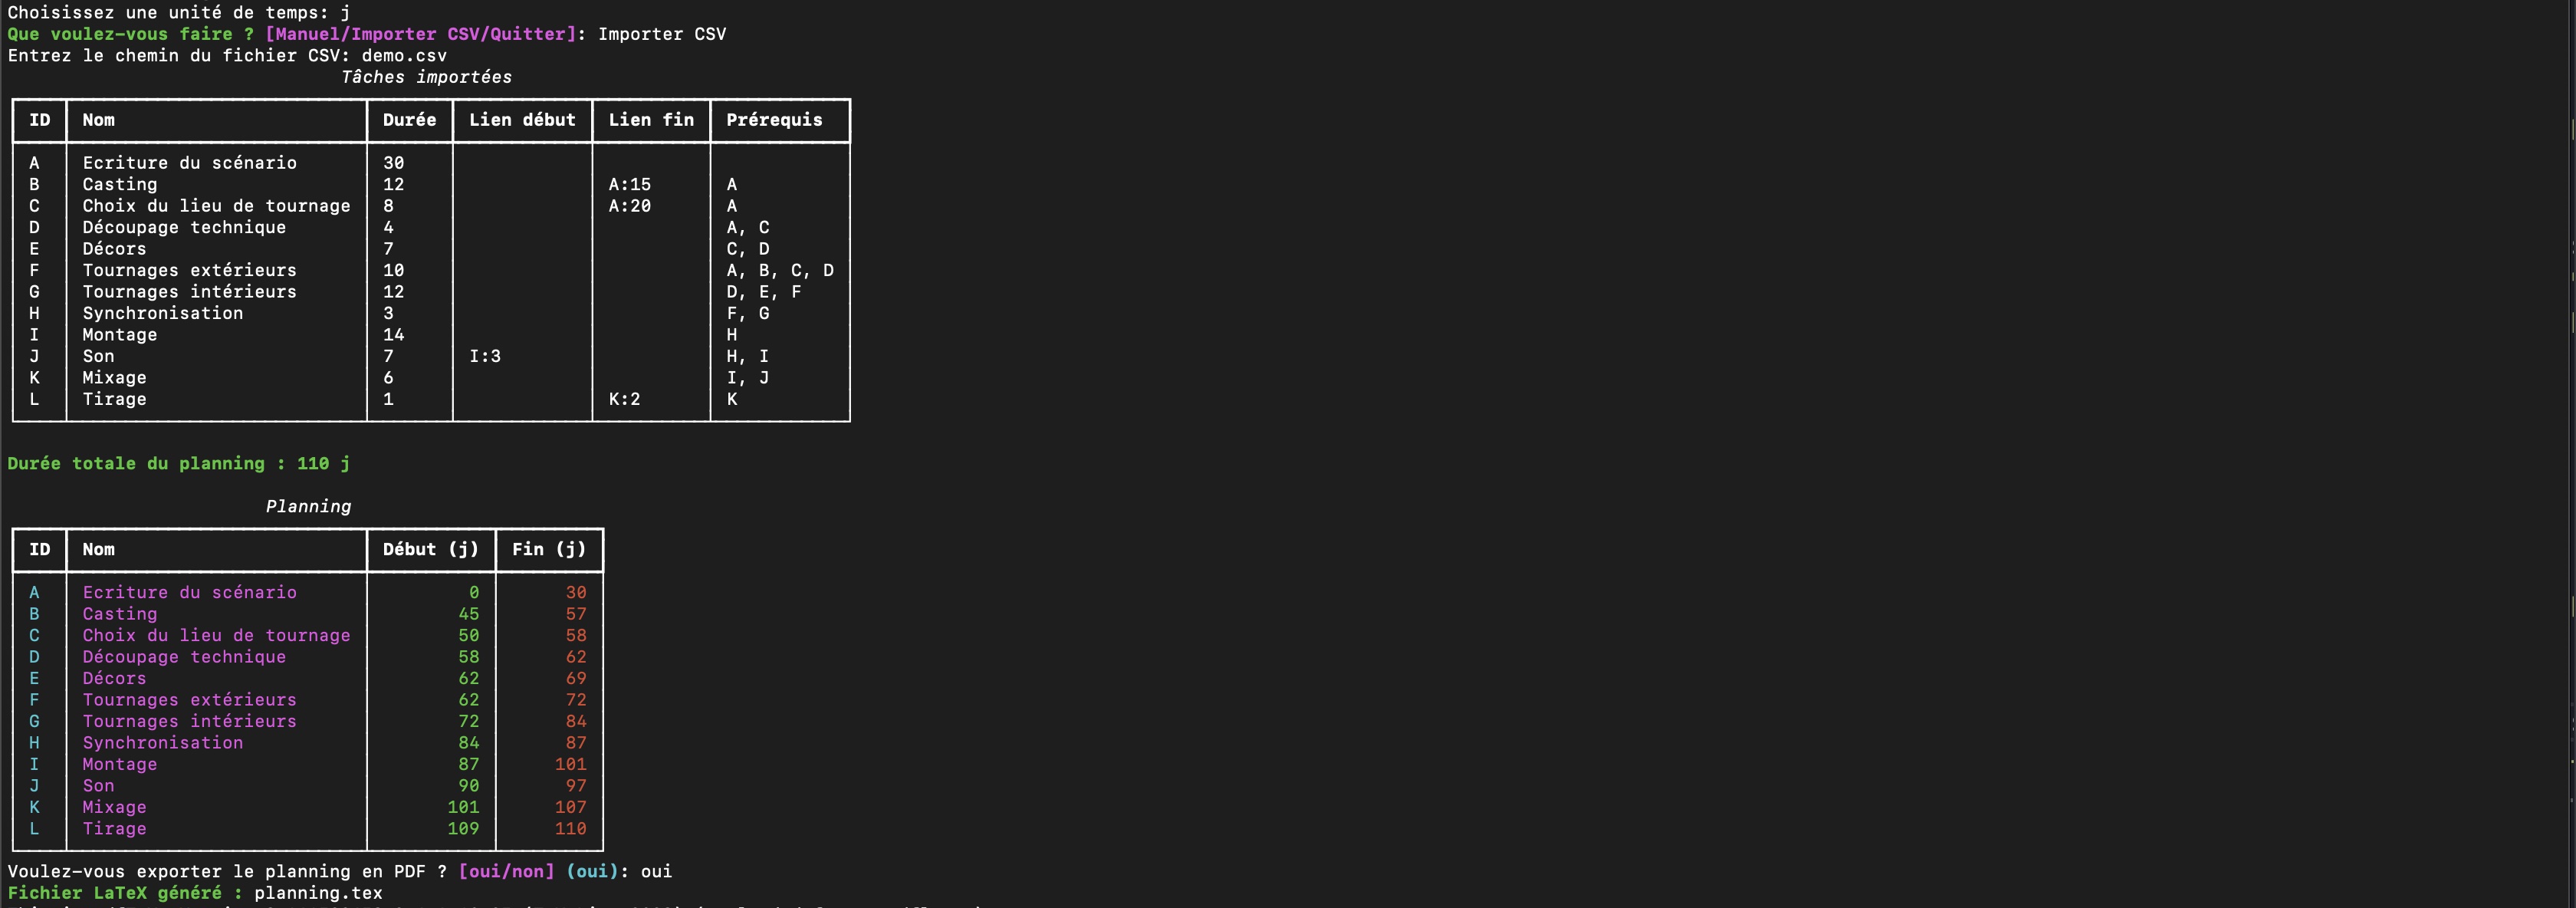 Choisissez une unité de temps: j
Que voulez-vous faire ? [Manuel/Importer CSV/Quitter]: Importer CSV
Entrez le chemin du fichier CSV: demo.csv
Tâches importées
ID Nom Durée Lien début Lien fin Prérequis
A Ecriture du scénario 30
B Casting 12 A:15 A
C Choix du lieu de tournage 8 A:20 A
D Découpage technique 4 A, C
E Décors 7 C, D
F Tournages extérieurs 10 A, B, C, D
G Tournages intérieurs 12 D, E, F
H Synchronisation 3 F, G
I Montage 14 H
J Son 7 I:3 H, I
K Mixage 6 I, J
L Tirage 1 K:2 K
Durée totale du planning : 110 j
Planning
ID Nom Début (j) Fin (j)
A Ecriture du scénario 0 30
B Casting 45 57
C Choix du lieu de tournage 50 58
D Découpage technique 58 62
E Décors 62 69
F Tournages extérieurs 62 72
G Tournages intérieurs 72 84
H Synchronisation 84 87
I Montage 87 101
J Son 90 97
K Mixage 101 107
L Tirage 109 110
Voulez-vous exporter le planning en PDF ? [oui/non] (oui): oui
Fichier LaTeX généré : planning.tex